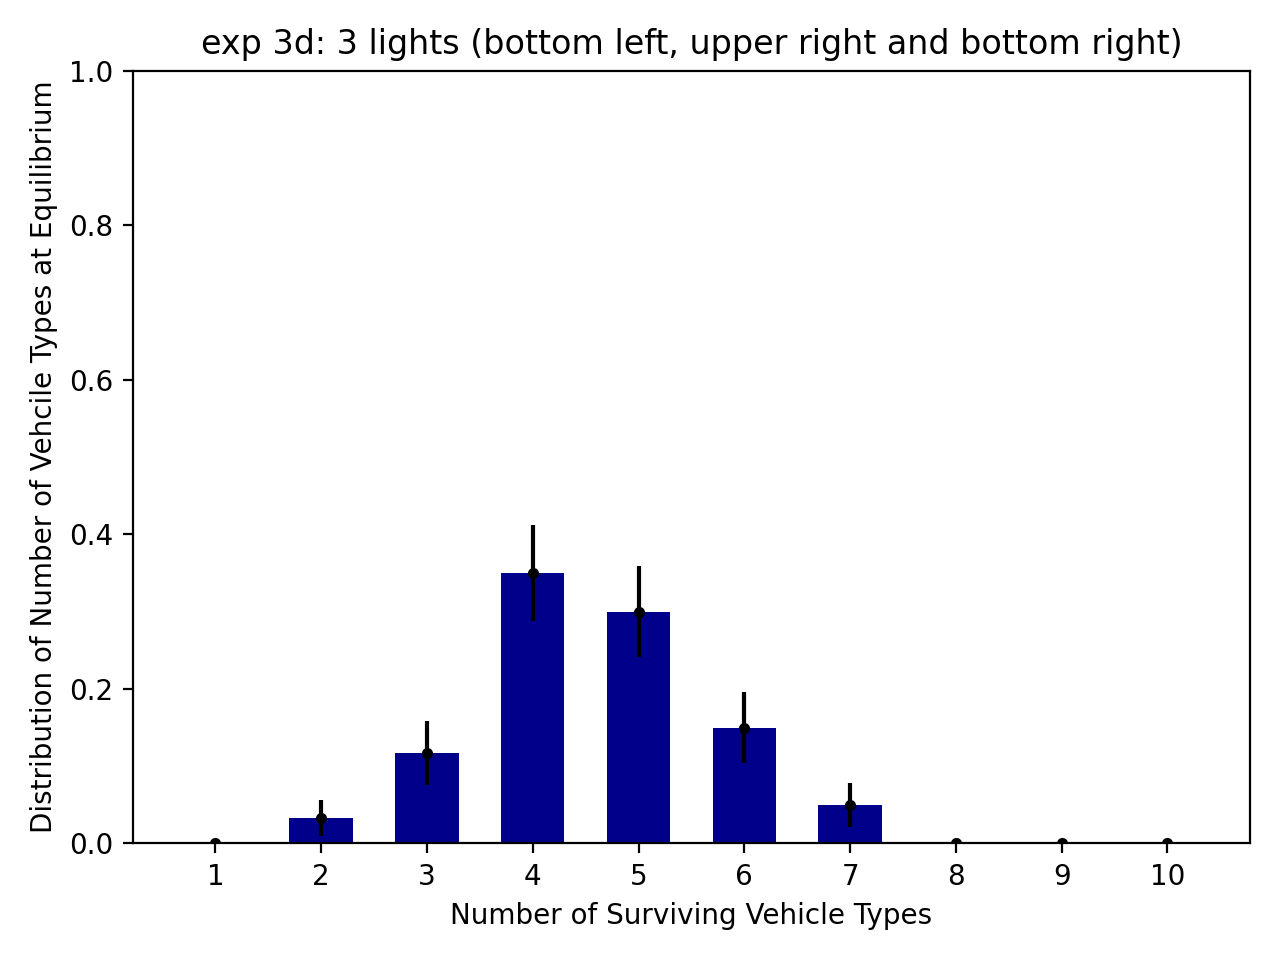 exp 3d: 3 lights (bottom left, upper right and bottom right)
Distribution of Number of Vehcile Types at Equilibrium
1.0
0.8
0.6
0.4
0.2
0.0
1 2 3 4 5 6 7 8 9 10
Number of Surviving Vehicle Types